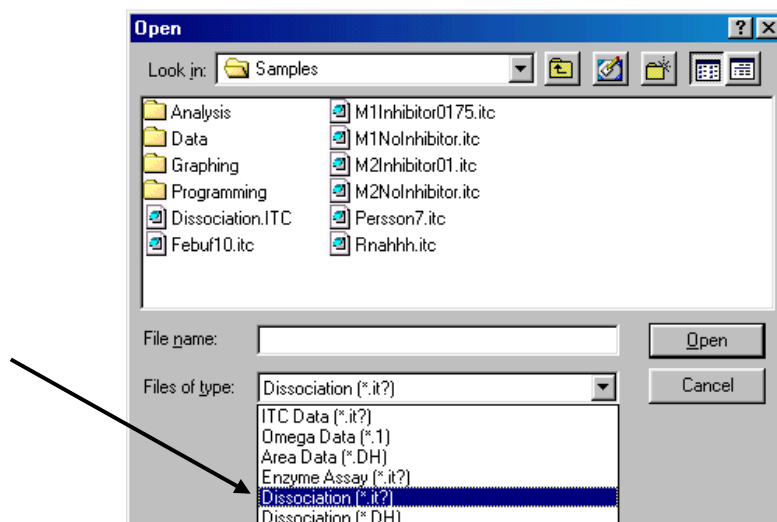 Open
Look in: Samples
Analysis
Data
Graphing
Programming
Dissociation.ITC
Febuf10.itc
M1Inhibitor0175.itc
M1NoInhibitor.itc
M2Inhibitor01.itc
M2NoInhibitor.itc
Persson7.itc
Rnahhh.itc
File name:
Open
Files of type: Dissociation (*.it?)
Cancel
ITC Data (*.it?)
Omega Data (*.1)
Area Data (*.DH)
Enzyme Assay (*.it?)
Dissociation (*.it?)
Dissociation (*.DH)